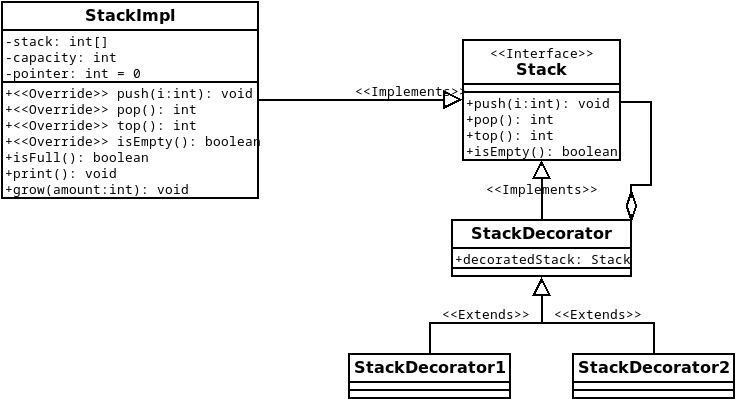 StackImpl
-stack: int[]
-capacity: int
-pointer: int = 0
+<<Override>> push(i:int): void
+<<Override>> pop(): int
+<<Override>> top(): int
+<<Override>> isEmpty(): boolean
+isFull(): boolean
+print(): void
+grow(amount:int): void
<<Implements>>
<<Interface>>
Stack
+push(i:int): void
+pop(): int
+top(): int
+isEmpty(): boolean
<<Implements>>
StackDecorator
+decoratedStack: Stack
<<Extends>>
<<Extends>>
StackDecorator1
StackDecorator2